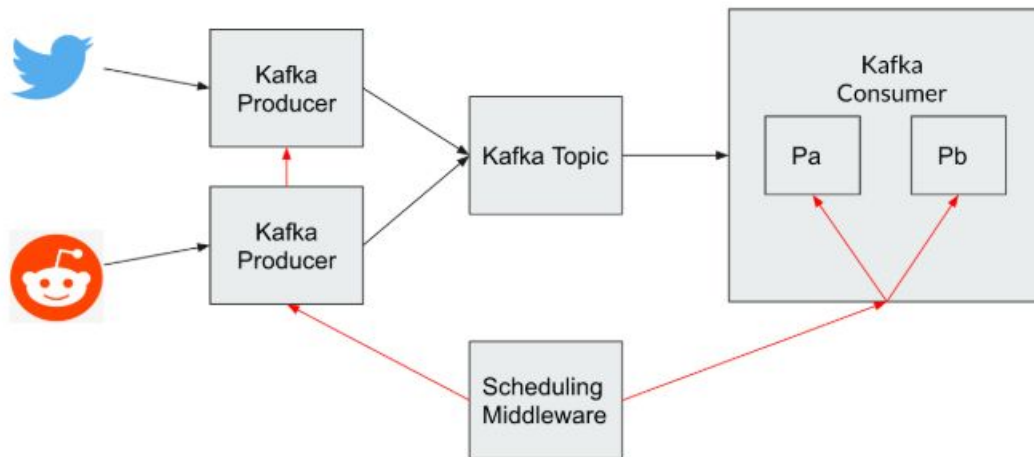 Kafka
Producer
Kafka
Producer
Kafka Topic
Kafka
Consumer
Pa
Pb
Scheduling
Middleware